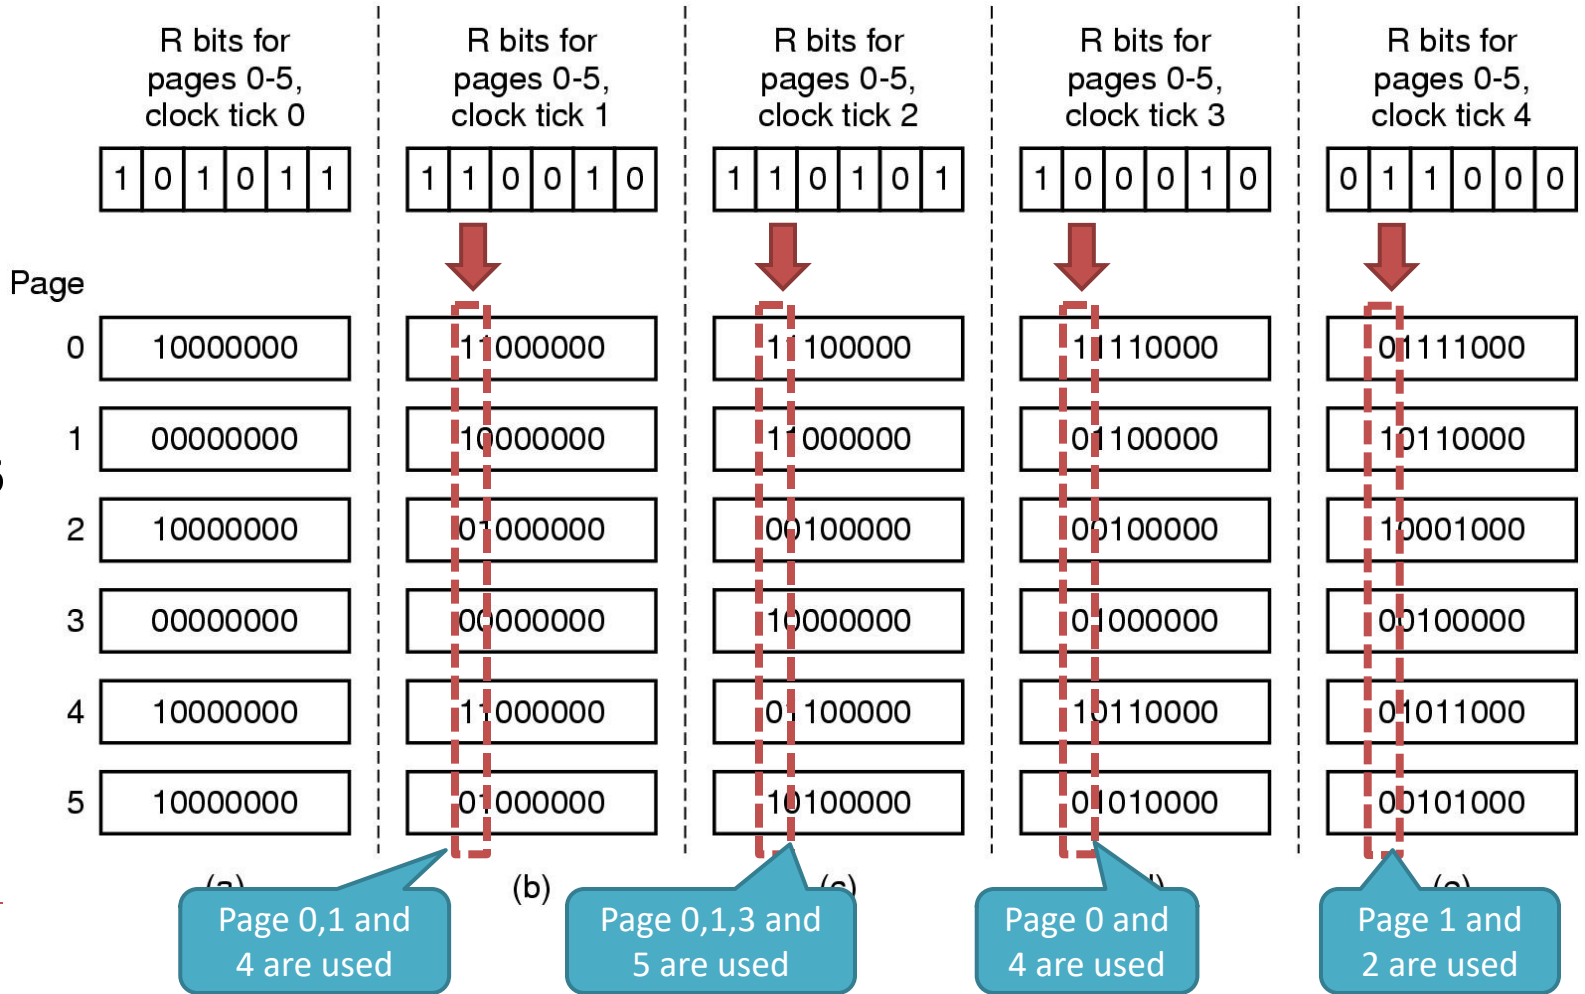 R bits for
pages 0-5,
clock tick 0
R bits for
pages 0-5,
clock tick 1
R bits for
pages 0-5,
clock tick 2
R bits for
pages 0-5,
clock tick 3
R bits for
pages 0-5,
clock tick 4
1 0 1 0 1 1
1 1 0 0 1 0
1 1 0 1 0 1
1 0 0 0 1 0
0 1 1 0 0 0
Page
0 10000000 11000000 11100000 11110000 01111000
1 00000000 10000000 11000000 01100000 10110000
2 10000000 01000000 00100000 00100000 10001000
3 00000000 00000000 10000000 01000000 00100000
4 10000000 11000000 01100000 10110000 01011000
5 10000000 01000000 10100000 01010000 00101000
(a) (b) (c) (d) (e)
Page 0,1 and
4 are used
Page 0,1,3 and
5 are used
Page 0 and
4 are used
Page 1 and
2 are used